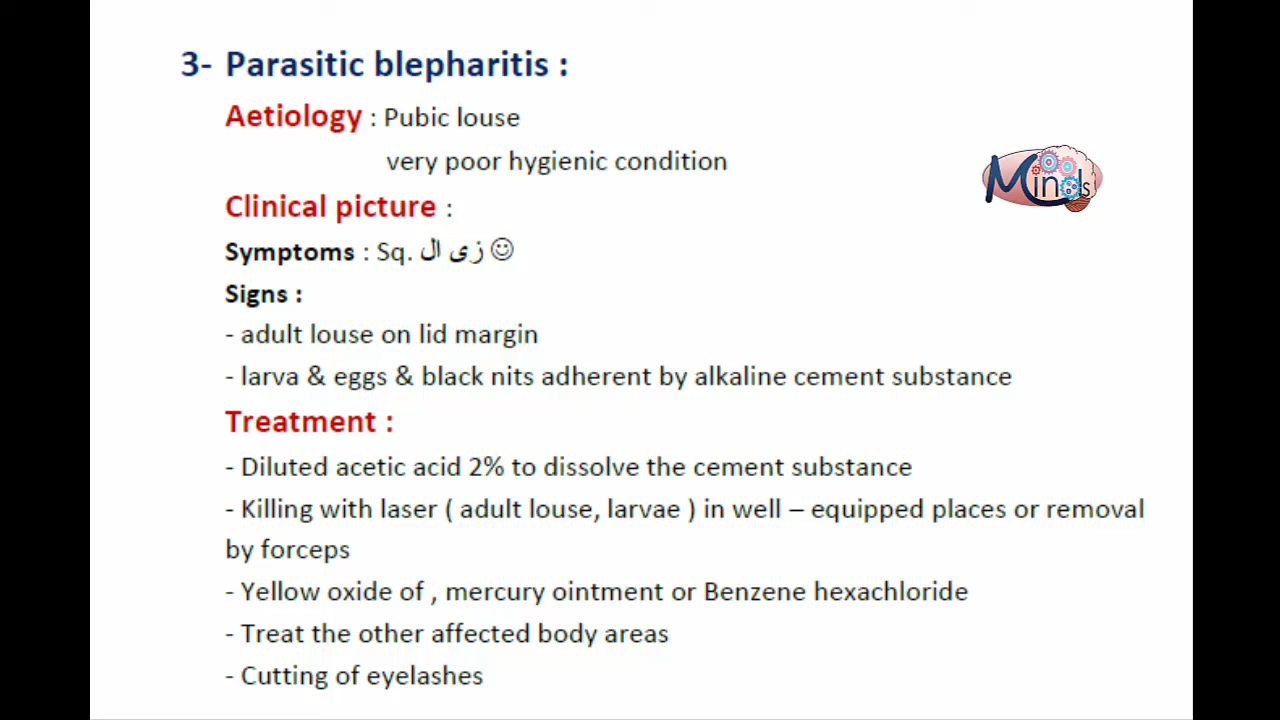 3- Parasitic blepharitis :
Aetiology : Pubic louse
very poor hygienic condition
Minds
Clinical picture :
Symptoms : Sq. زى ال ☺
Signs :
- adult louse on lid margin
- larva & eggs & black nits adherent by alkaline cement substance
Treatment :
- Diluted acetic acid 2% to dissolve the cement substance
- Killing with laser ( adult louse, larvae ) in well – equipped places or removal
by forceps
- Yellow oxide of , mercury ointment or Benzene hexachloride
- Treat the other affected body areas
- Cutting of eyelashes